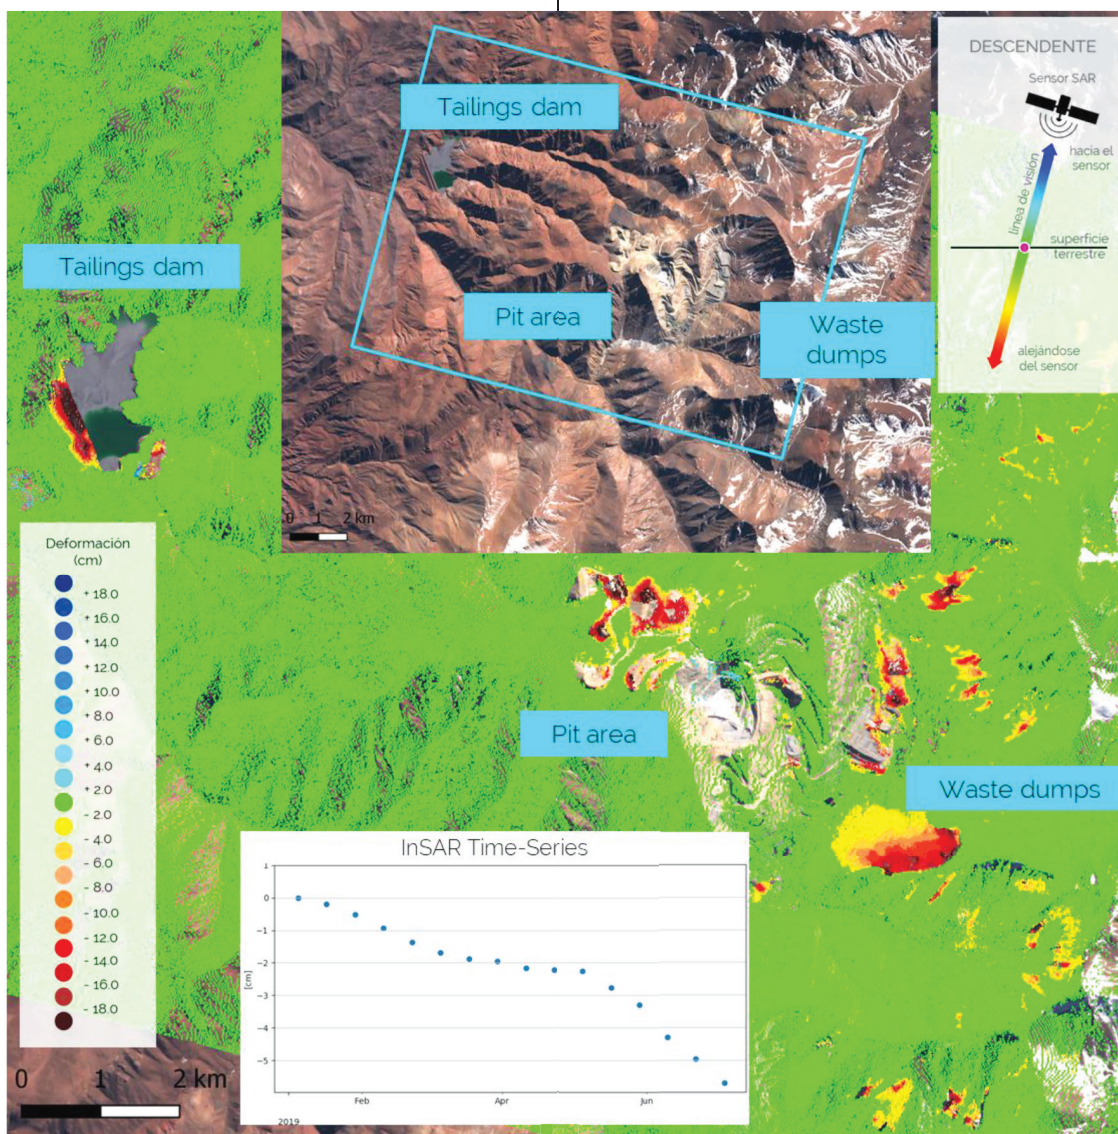 Tailings dam
Pit area
Waste
dumps
0 1 2 km
DESCENDENTE
Sensor SAR
hacia el
sensor
línea de visión
superficie
terrestre
alejándose
del sensor
Tailings dam
Deformación
(cm)
+ 18.0
+ 16.0
+ 14.0
+ 12.0
+ 10.0
+ 8.0
+ 6.0
+ 4.0
+ 2.0
- 2.0
- 4.0
- 6.0
- 8.0
- 10.0
- 12.0
- 14.0
- 16.0
- 18.0
Pit area
Waste dumps
InSAR Time-Series
1
0
−1
−2
−3
−4
−5
[cm]
Feb Apr Jun
2019
0 1 2 km